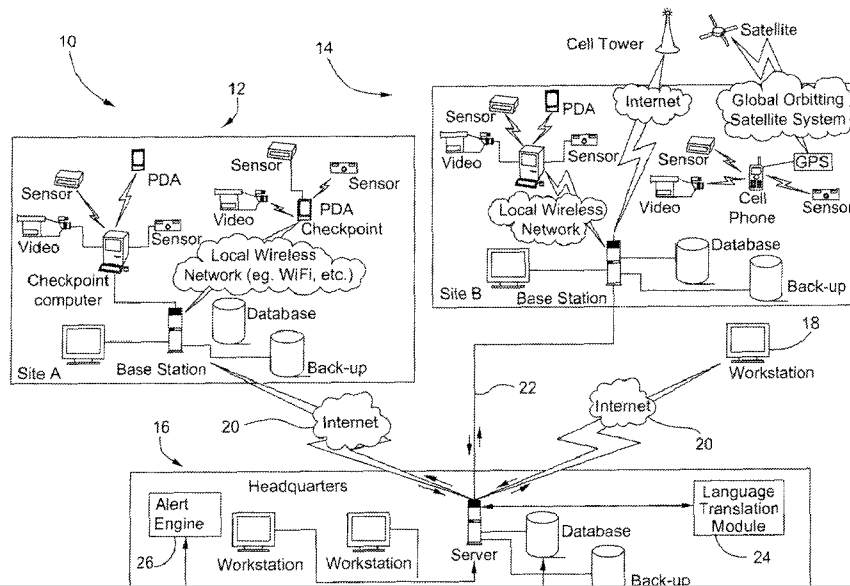 10
12
14
Cell Tower
Satellite
Internet
Global Orbitting
Satellite System
Sensor
PDA
Video
Sensor
Local Wireless
Network
Sensor
GPS
Video
Cell
Phone
Sensor
Database
Back-up
Site B
Base Station
Sensor
PDA
Sensor
Sensor
Video
PDA
Checkpoint
Video
Sensor
Local Wireless
Network (eg. WiFi, etc.)
Checkpoint
computer
Database
Back-up
Site A
Base Station
18
Workstation
22
20
Internet
Internet
20
16
Headquarters
Alert
Engine
26
Workstation
Workstation
Server
Database
Back-up
Language
Translation
Module
24